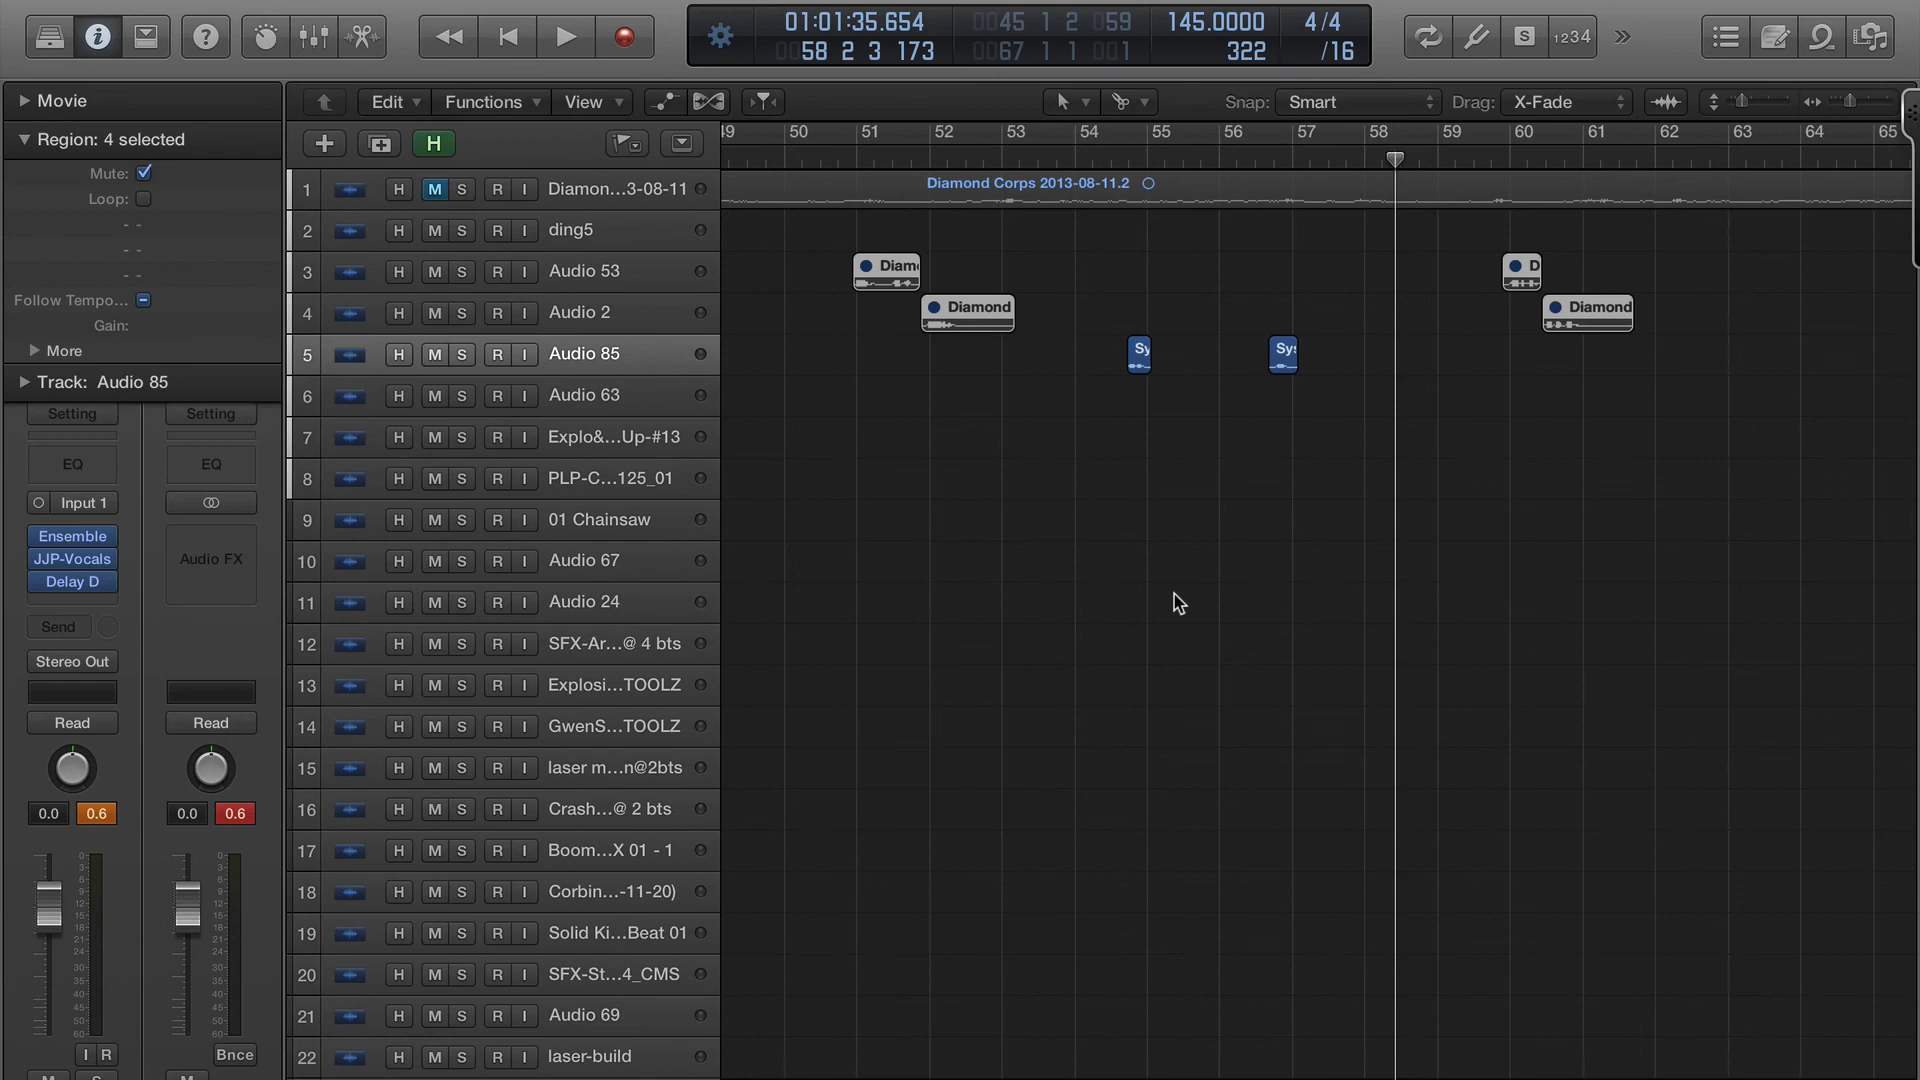 01:01:35.654 0045 1 2 059 145.0000 4/4
0058 2 3 173 0067 1 1 001 322 /16
S 1234
Movie
Edit Functions View Snap: Smart Drag: X-Fade
Region: 4 selected
H
49 50 51 52 53 54 55 56 57 58 59 60 61 62 63 64 65
Mute:
Loop:
Follow Tempo...
Gain:
More
Track: Audio 85
1 H M S R I Diamon...3-08-11
Diamond Corps 2013-08-11.2
2 H M S R I ding5
3 H M S R I Audio 53
Diam D
4 H M S R I Audio 2
Diamond Diamond
5 H M S R I Audio 85
Sy Sys
6 H M S R I Audio 63
7 H M S R I Explo&...Up-#13
8 H M S R I PLP-C...125_01
9 H M S R I 01 Chainsaw
10 H M S R I Audio 67
11 H M S R I Audio 24
12 H M S R I SFX-Ar...@ 4 bts
13 H M S R I Explosi...TOOLZ
14 H M S R I GwenS...TOOLZ
15 H M S R I laser m...n@2bts
16 H M S R I Crash...@ 2 bts
17 H M S R I Boom...X 01 - 1
18 H M S R I Corbin...-11-20)
19 H M S R I Solid Ki...Beat 01
20 H M S R I SFX-St...4_CMS
21 H M S R I Audio 69
22 H M S R I laser-build
Setting Setting
EQ EQ
Input 1
Ensemble
JJP-Vocals Audio FX
Delay D
Send
Stereo Out
Read Read
0.0 0.6 0.0 0.6
I R Bnce